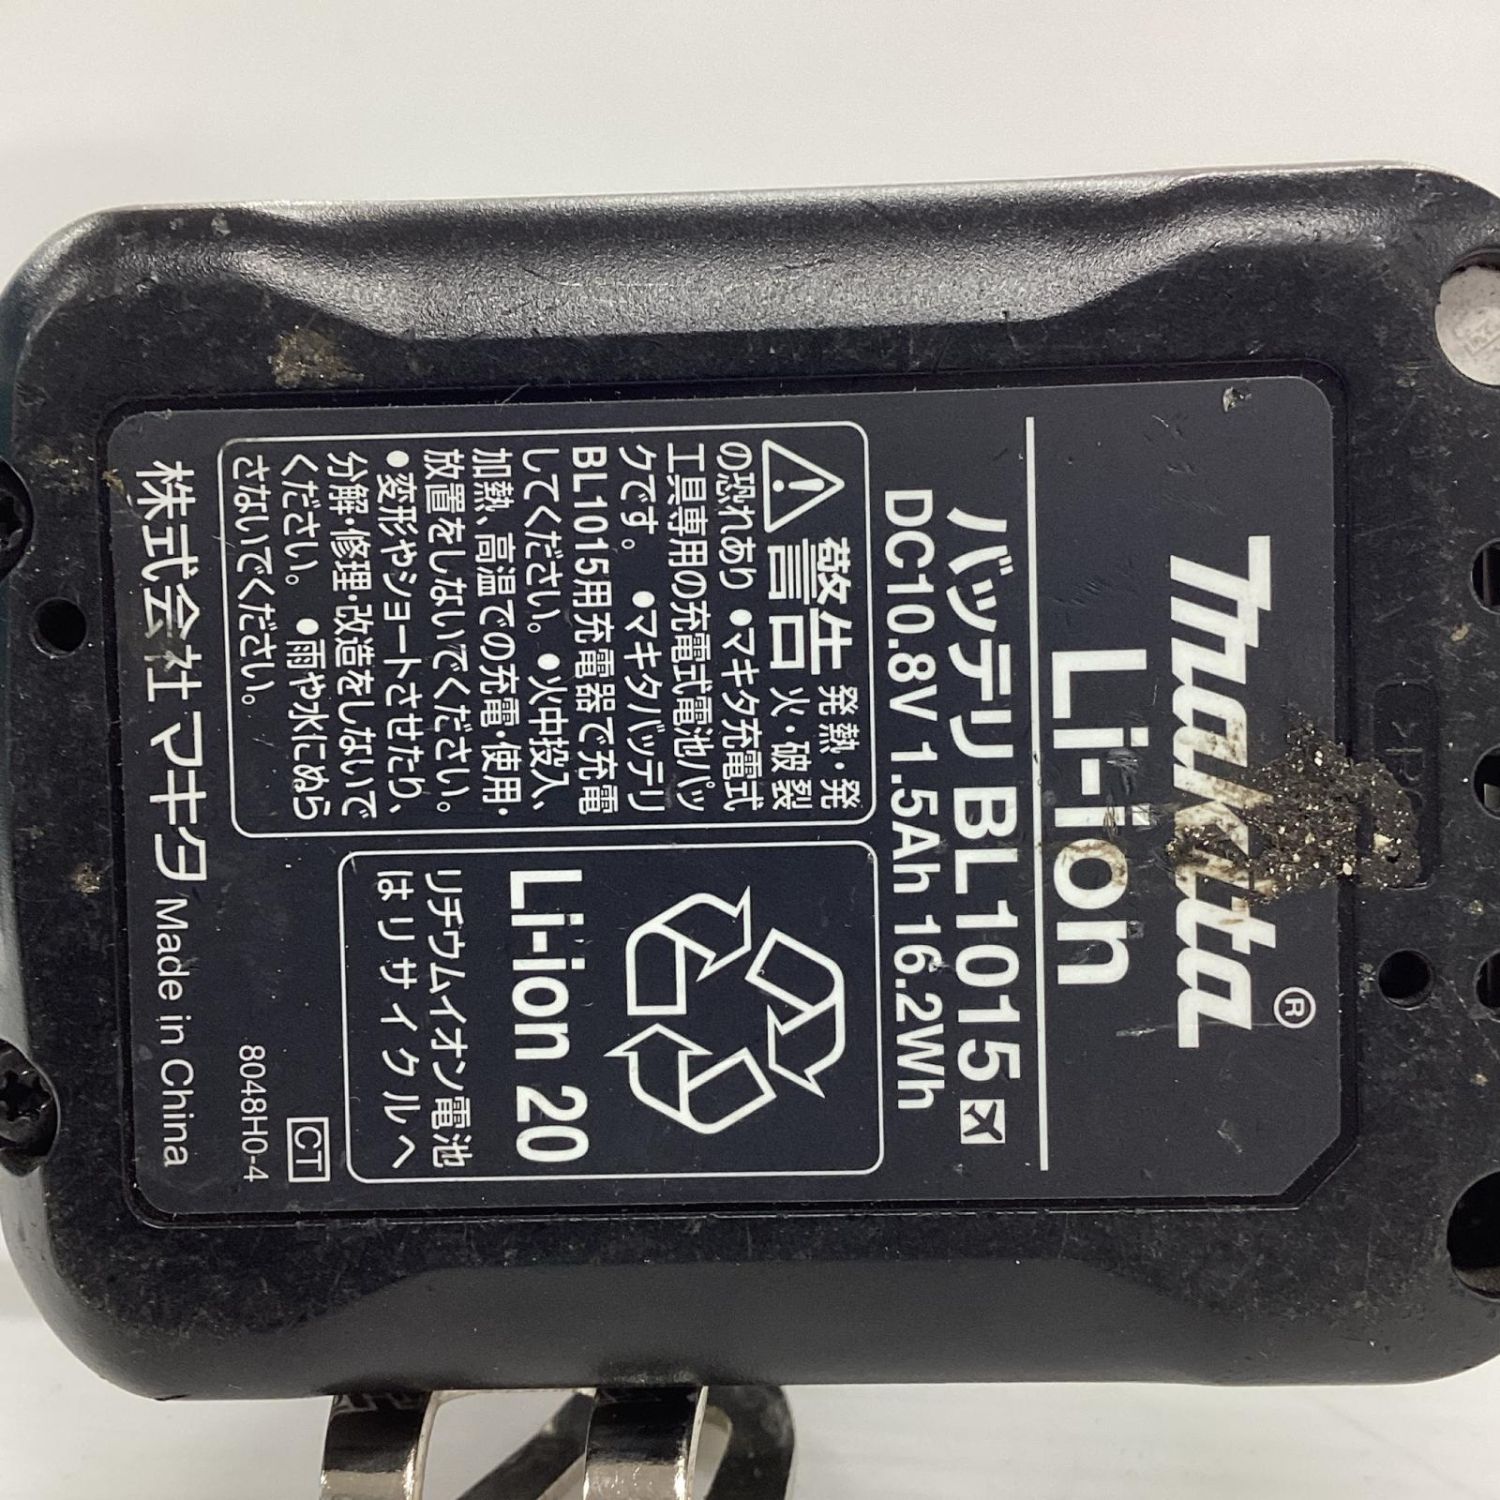 makita®
Li-ion
バッテリ BL1015
DC10.8V 1.5Ah 16.2Wh
警告 発熱・発火・破裂
の恐れあり ●マキタ充電式
工具専用の充電式電池パッ
クです。 ●マキタバッテリ
BL1015用充電器で充電
してください。 ●火中投入、
加熱、高温での充電・使用・
放置をしないでください。
●変形やショートさせたり、
分解・修理・改造をしないで
ください。 ●雨や水にぬら
さないでください。
Li-ion 20
リチウムイオン電池
はリサイクルへ
CT
8048H0-4
株式会社 マキタ Made in China